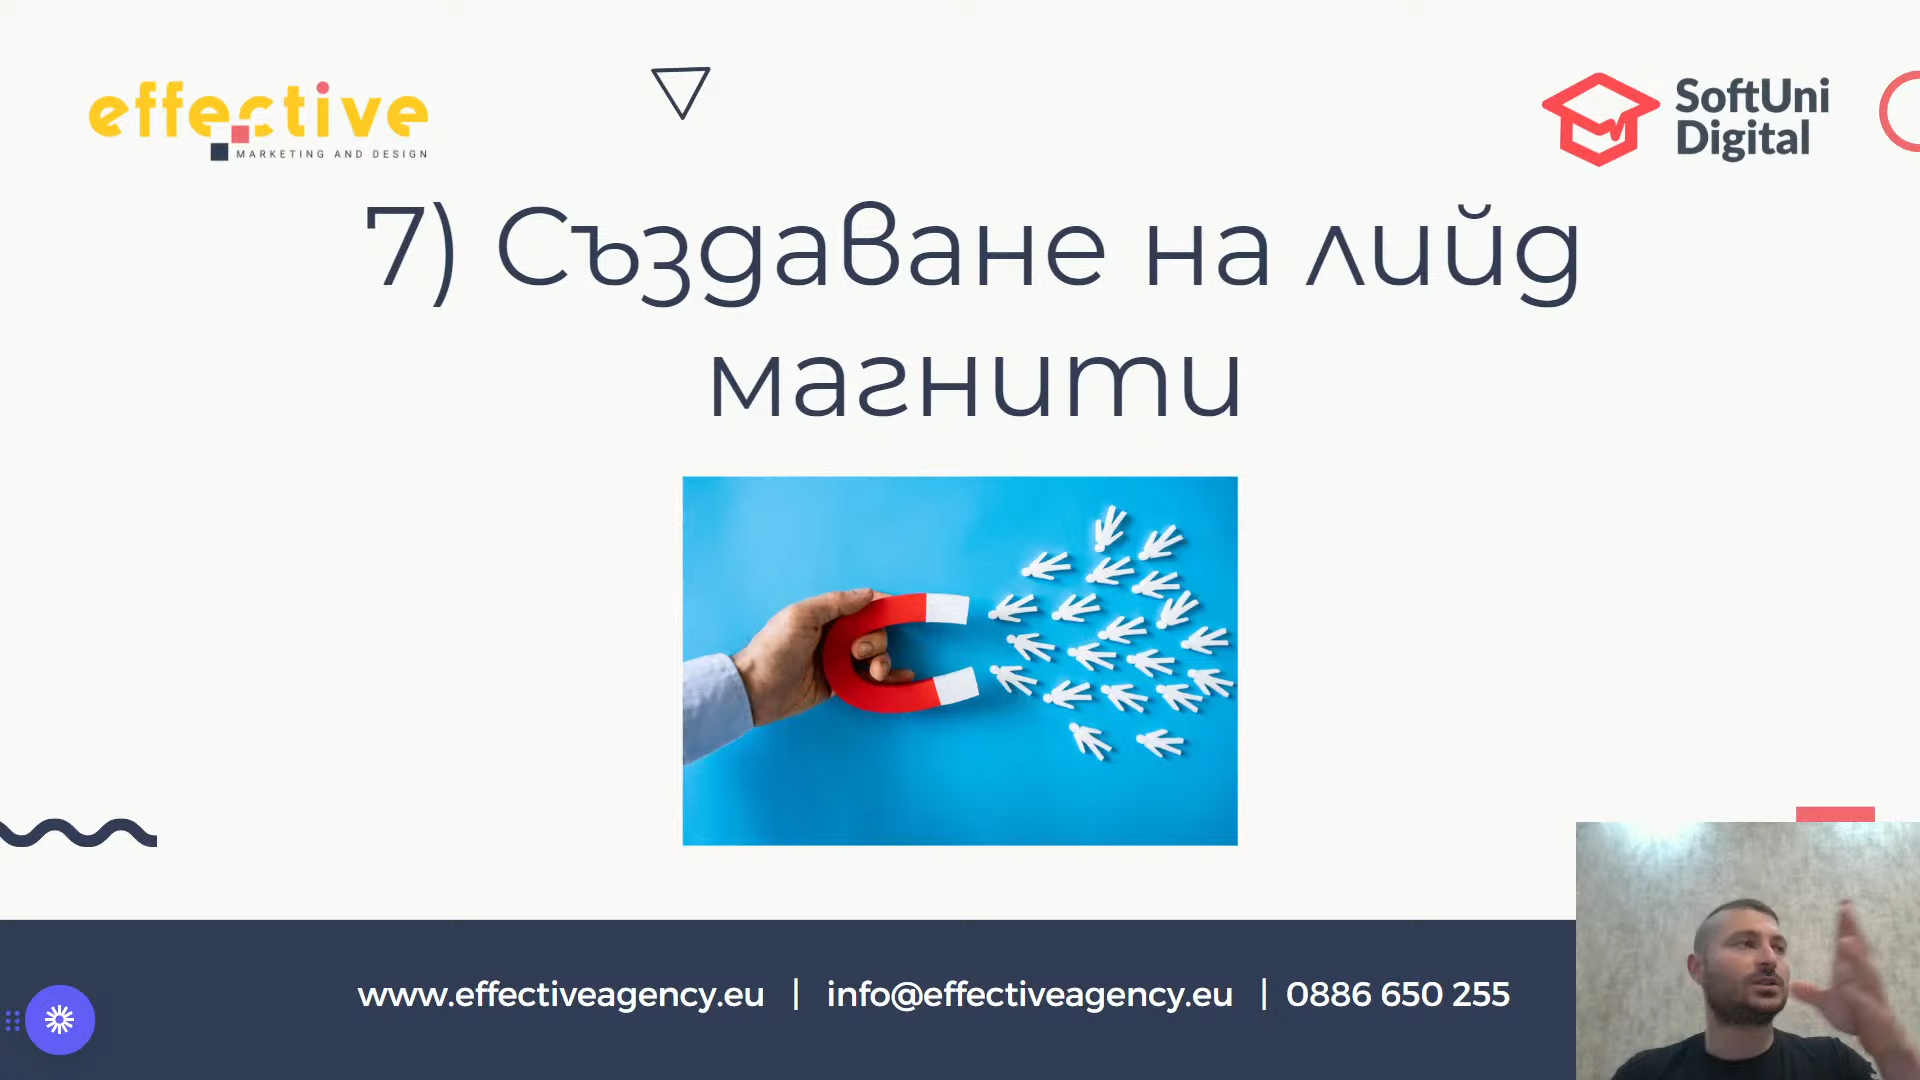 effective
MARKETING AND DESIGN
SoftUni
Digital
7) Създаване на лийд
магнити
www.effectiveagency.eu | info@effectiveagency.eu | 0886 650 255